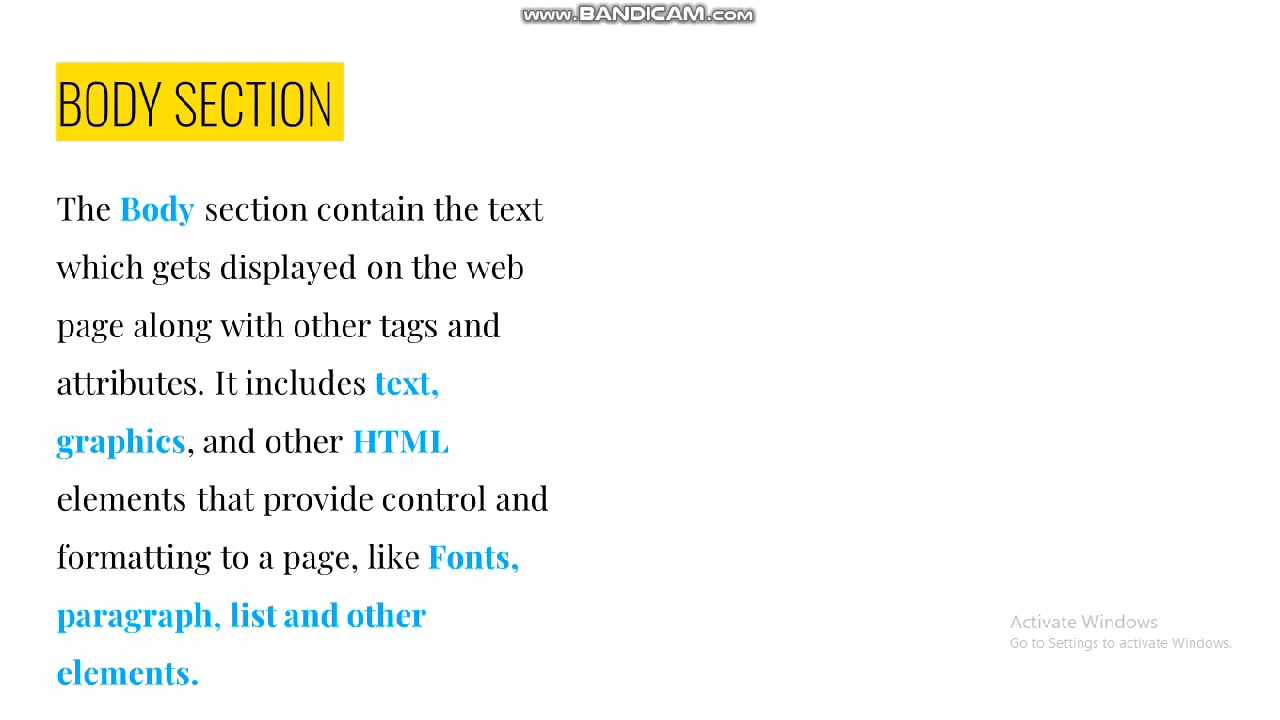 www.BANDICAM.com
BODY SECTION
The Body section contain the text
which gets displayed on the web
page along with other tags and
attributes. It includes text,
graphics, and other HTML
elements that provide control and
formatting to a page, like Fonts,
paragraph, list and other
elements.
Activate Windows
Go to Settings to activate Windows.